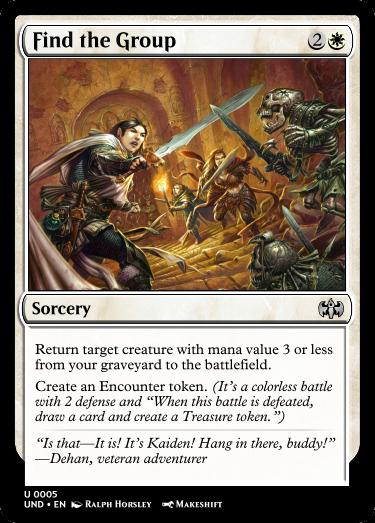 Find the Group 2
Sorcery
Return target creature with mana value 3 or less
from your graveyard to the battlefield.
Create an Encounter token. (It's a colorless battle
with 2 defense and “When this battle is defeated,
draw a card and create a Treasure token.”)
“Is that—It is! It's Kaiden! Hang in there, buddy!”
—Dehan, veteran adventurer
U 0005
UND • EN Ralph Horsley Makeshift